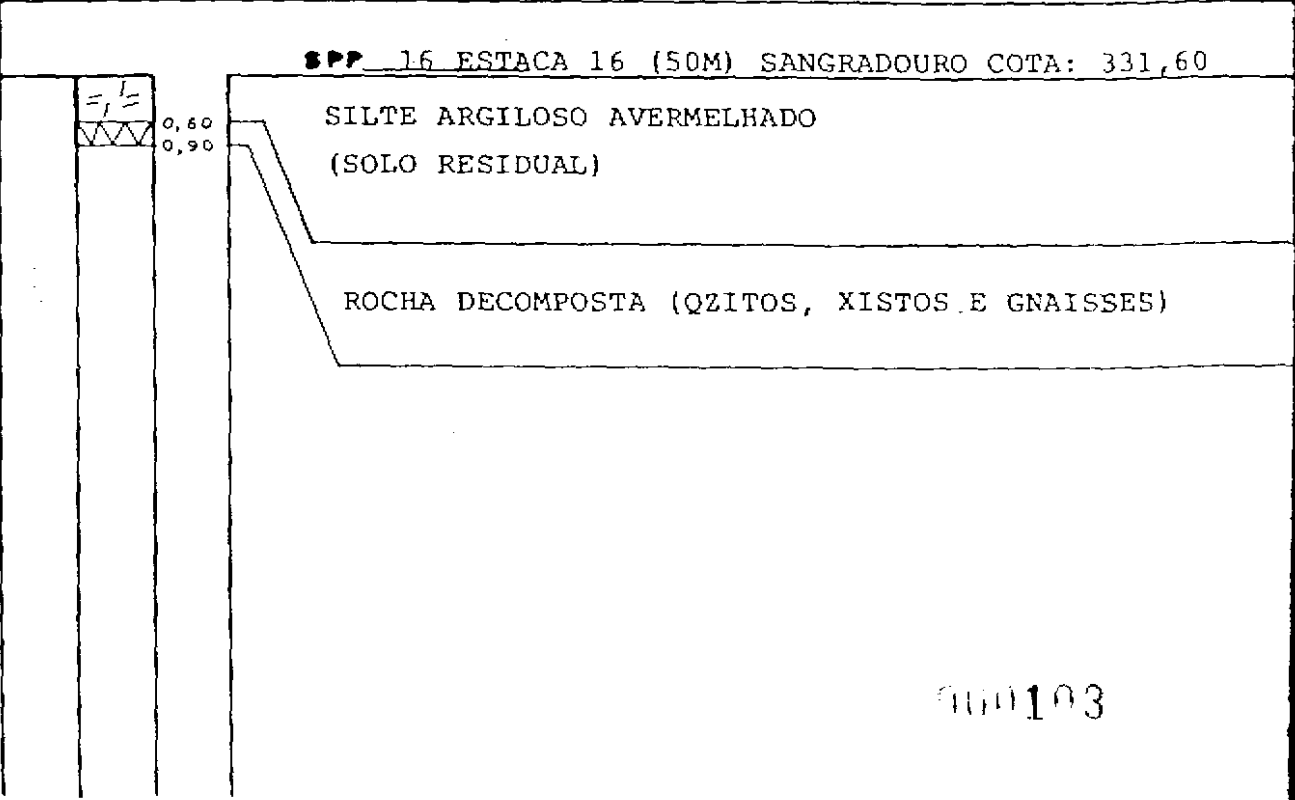 SPP 16 ESTACA 16 (50M) SANGRADOURO COTA: 331,60
SILTE ARGILOSO AVERMELHADO
0,60
0,90
(SOLO RESIDUAL)
ROCHA DECOMPOSTA (QZITOS, XISTOS E GNAISSES)
000103